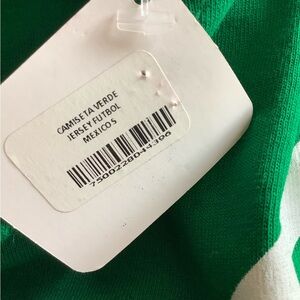 CAMISETA VERDE
JERSEY FUTBOL
MEXICO S
7500228044396